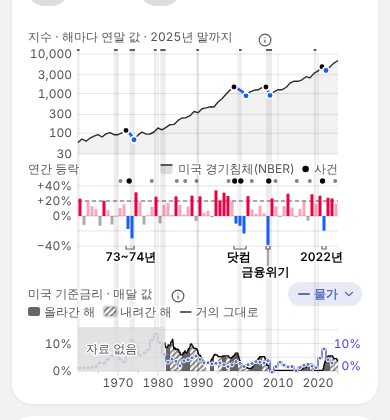 지수 · 해마다 연말 값 · 2025년 말까지
10,000
3,000
1,000
300
100
30
연간 등락
미국 경기침체(NBER) 사건
+40%
+20%
0%
−40%
73~74년 닷컴 2022년
금융위기
미국 기준금리 · 매달 값
물가
올라간 해 내려간 해 거의 그대로
자료 없음
10% 10%
0% 0%
1970 1980 1990 2000 2010 2020